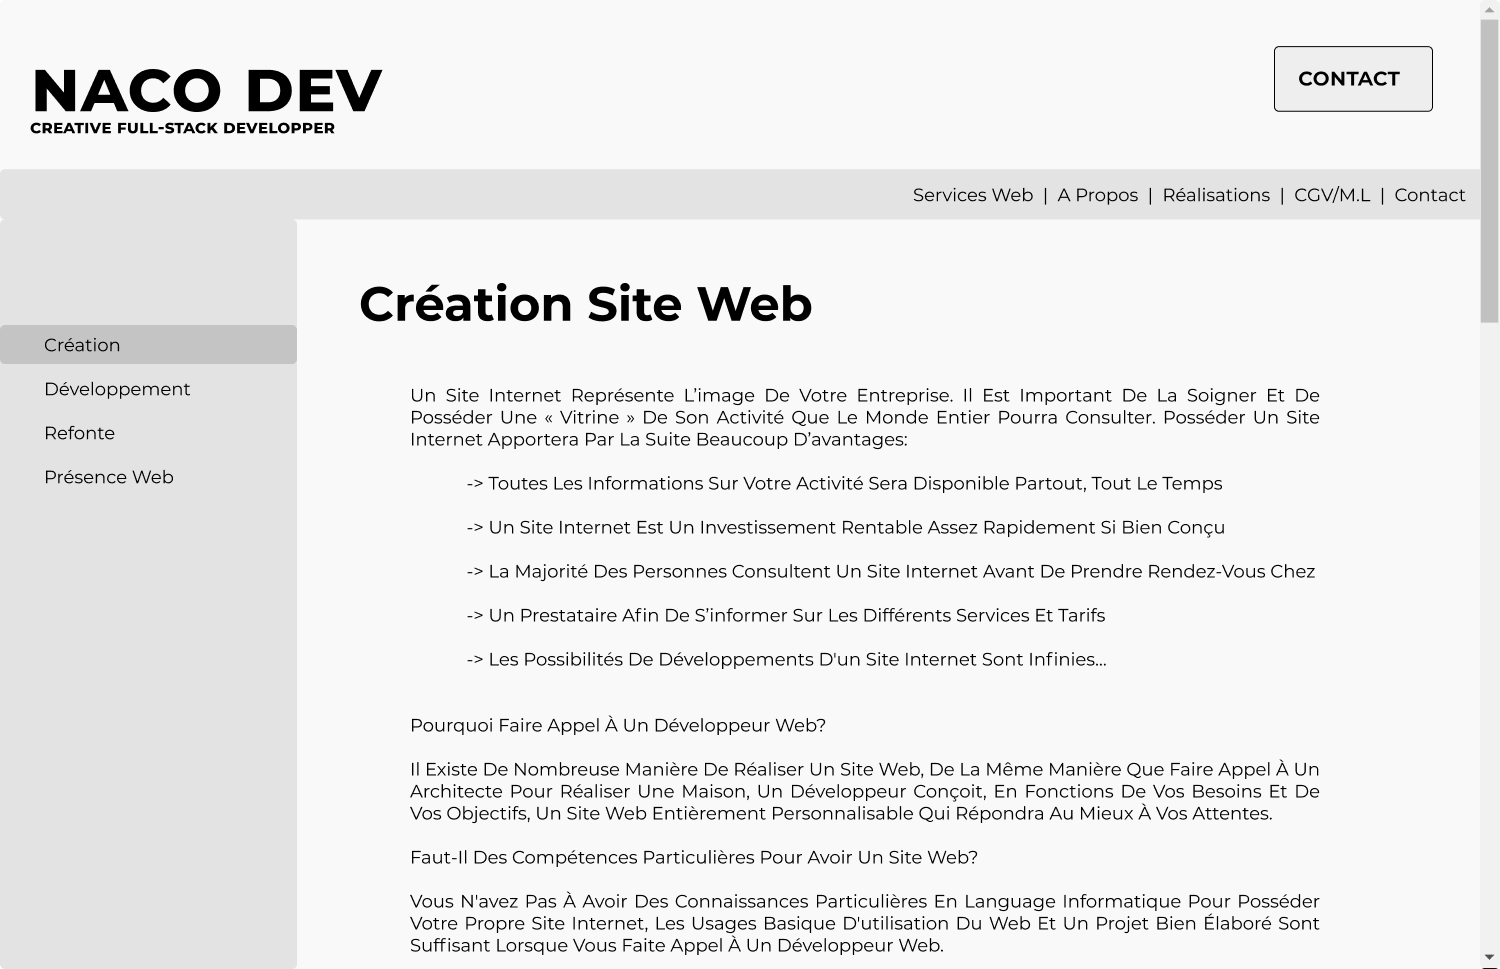 NACO DEV
CREATIVE FULL-STACK DEVELOPPER
CONTACT
Services Web | A Propos | Réalisations | CGV/M.L | Contact
Création
Développement
Refonte
Présence Web
Création Site Web
Un Site Internet Représente L’image De Votre Entreprise. Il Est Important De La Soigner Et De
Posséder Une « Vitrine » De Son Activité Que Le Monde Entier Pourra Consulter. Posséder Un Site
Internet Apportera Par La Suite Beaucoup D’avantages:
-> Toutes Les Informations Sur Votre Activité Sera Disponible Partout, Tout Le Temps
-> Un Site Internet Est Un Investissement Rentable Assez Rapidement Si Bien Conçu
-> La Majorité Des Personnes Consultent Un Site Internet Avant De Prendre Rendez-Vous Chez
-> Un Prestataire Afin De S’informer Sur Les Différents Services Et Tarifs
-> Les Possibilités De Développements D'un Site Internet Sont Infinies...
Pourquoi Faire Appel À Un Développeur Web?
Il Existe De Nombreuse Manière De Réaliser Un Site Web, De La Même Manière Que Faire Appel À Un
Architecte Pour Réaliser Une Maison, Un Développeur Conçoit, En Fonctions De Vos Besoins Et De
Vos Objectifs, Un Site Web Entièrement Personnalisable Qui Répondra Au Mieux À Vos Attentes.
Faut-Il Des Compétences Particulières Pour Avoir Un Site Web?
Vous N'avez Pas À Avoir Des Connaissances Particulières En Language Informatique Pour Posséder
Votre Propre Site Internet, Les Usages Basique D'utilisation Du Web Et Un Projet Bien Élaboré Sont
Suffisant Lorsque Vous Faite Appel À Un Développeur Web.